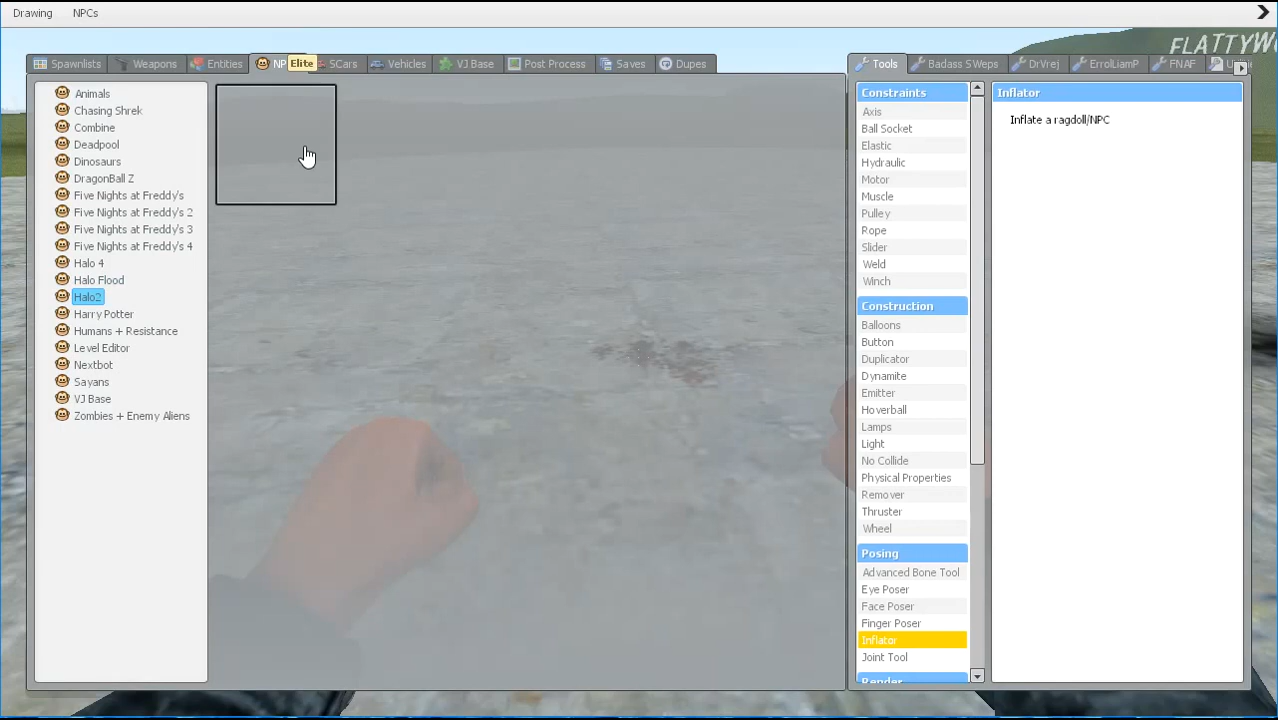 Drawing NPCs
FLATTYW
Spawnlists Weapons Entities NP Elite SCars Vehicles VJ Base Post Process Saves Dupes
Animals
Chasing Shrek
Combine
Deadpool
Dinosaurs
DragonBall Z
Five Nights at Freddy's
Five Nights at Freddy's 2
Five Nights at Freddy's 3
Five Nights at Freddy's 4
Halo 4
Halo Flood
Halo2
Harry Potter
Humans + Resistance
Level Editor
Nextbot
Sayans
VJ Base
Zombies + Enemy Aliens
Tools Badass SWeps DrVrej ErrolLiamP FNAF
Constraints
Axis
Ball Socket
Elastic
Hydraulic
Motor
Muscle
Pulley
Rope
Slider
Weld
Winch
Construction
Balloons
Button
Duplicator
Dynamite
Emitter
Hoverball
Lamps
Light
No Collide
Physical Properties
Remover
Thruster
Wheel
Posing
Advanced Bone Tool
Eye Poser
Face Poser
Finger Poser
Inflator
Joint Tool
Render
Inflator
Inflate a ragdoll/NPC